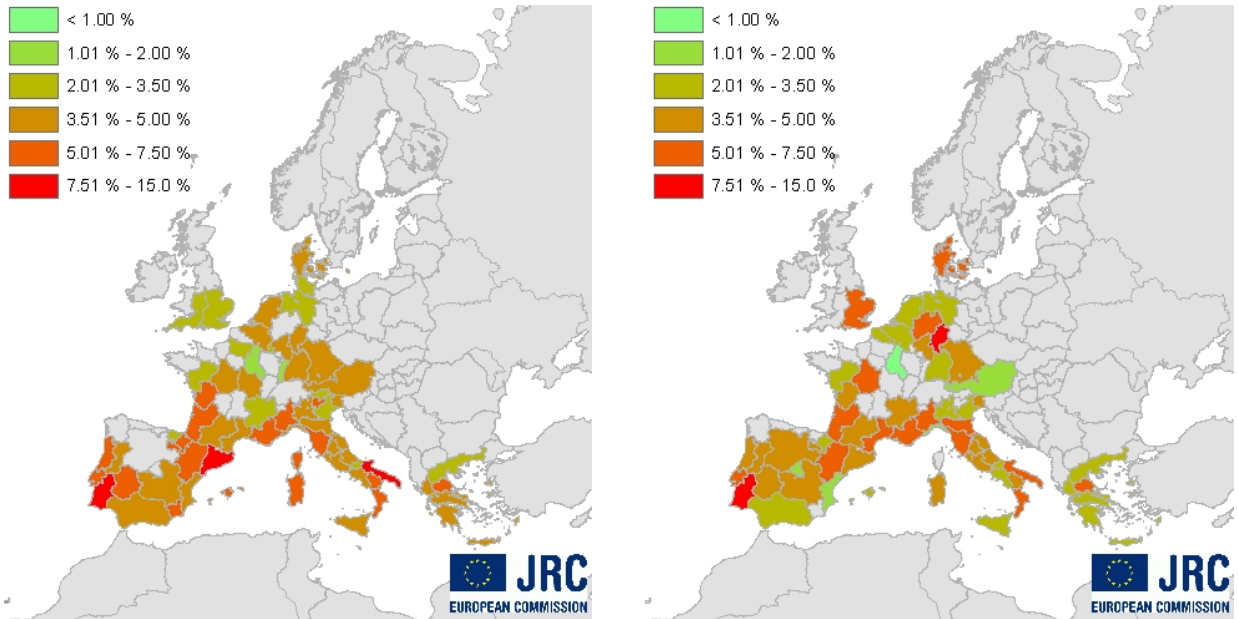 < 1.00 %
1.01 % - 2.00 %
2.01 % - 3.50 %
3.51 % - 5.00 %
5.01 % - 7.50 %
7.51 % - 15.0 %
JRC
EUROPEAN COMMISSION
< 1.00 %
1.01 % - 2.00 %
2.01 % - 3.50 %
3.51 % - 5.00 %
5.01 % - 7.50 %
7.51 % - 15.0 %
JRC
EUROPEAN COMMISSION